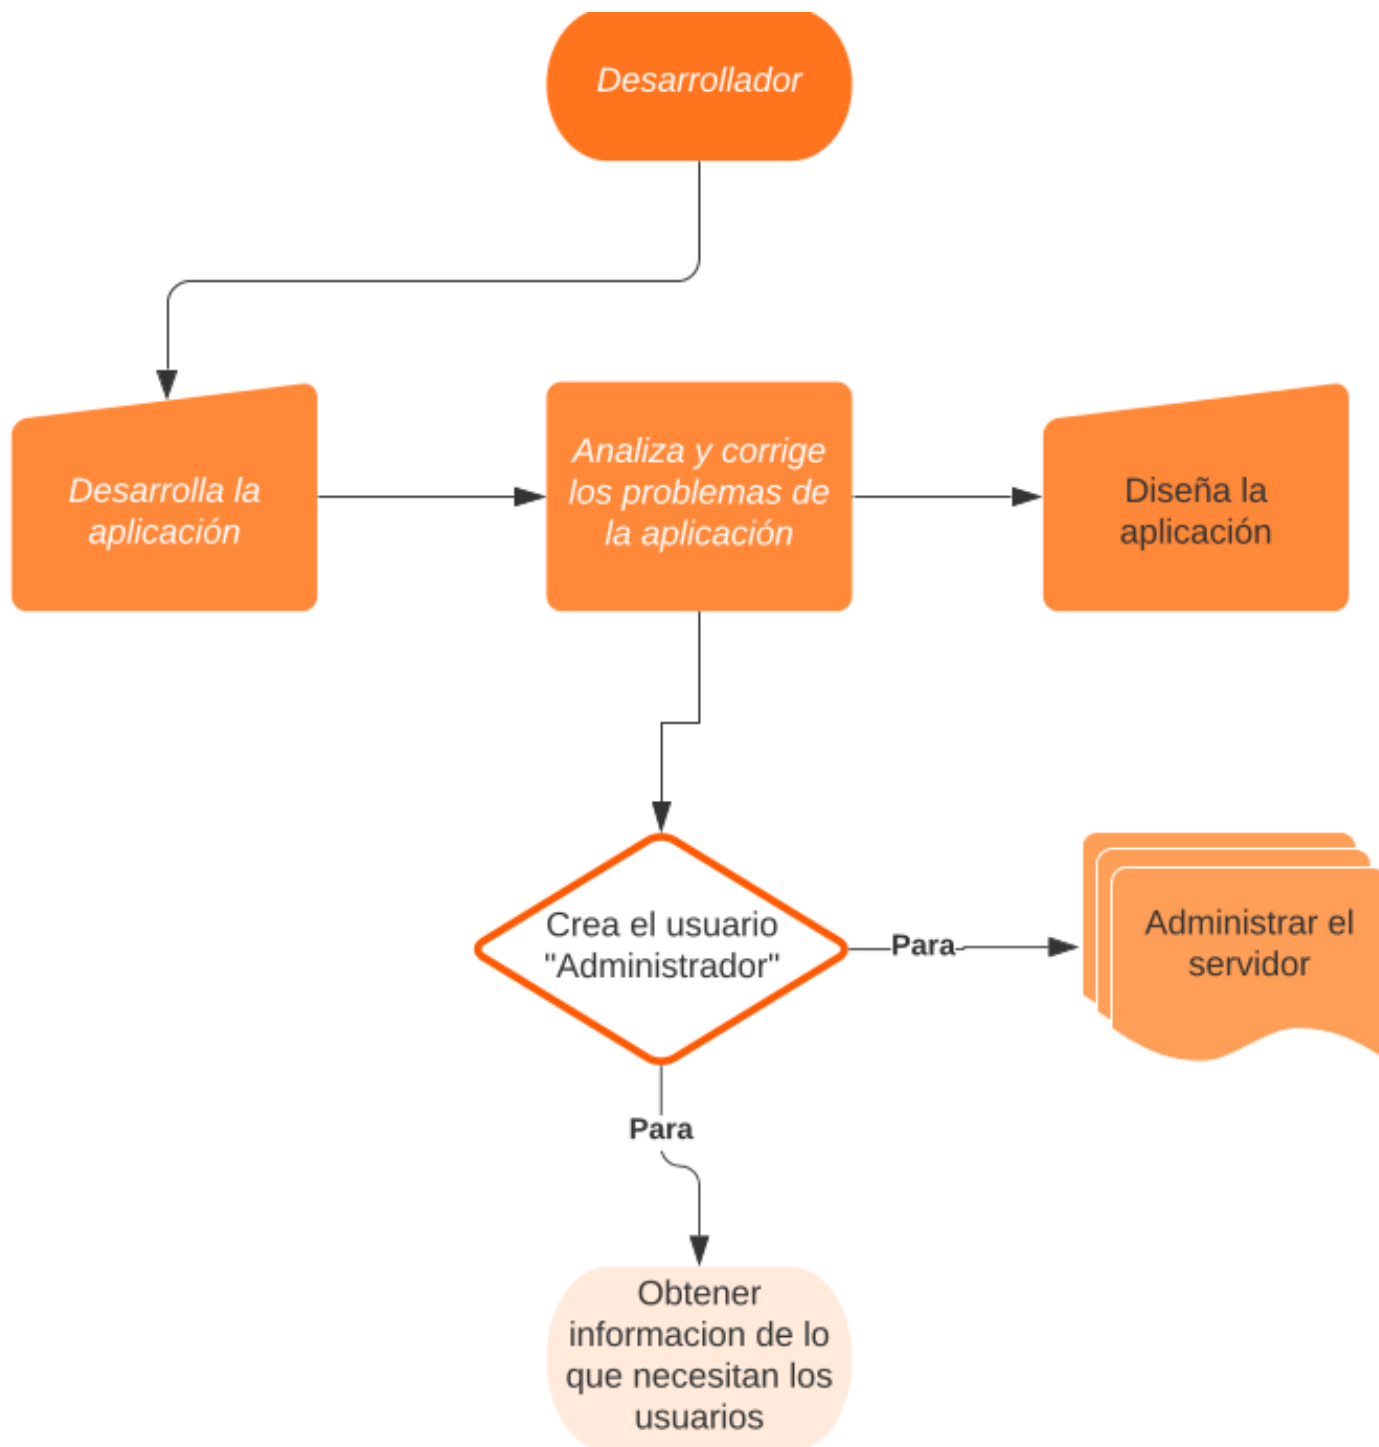 Desarrollador
Desarrolla la
aplicación
Analiza y corrige
los problemas de
la aplicación
Diseña la
aplicación
Crea el usuario
"Administrador"
Para
Administrar el
servidor
Para
Obtener
informacion de lo
que necesitan los
usuarios